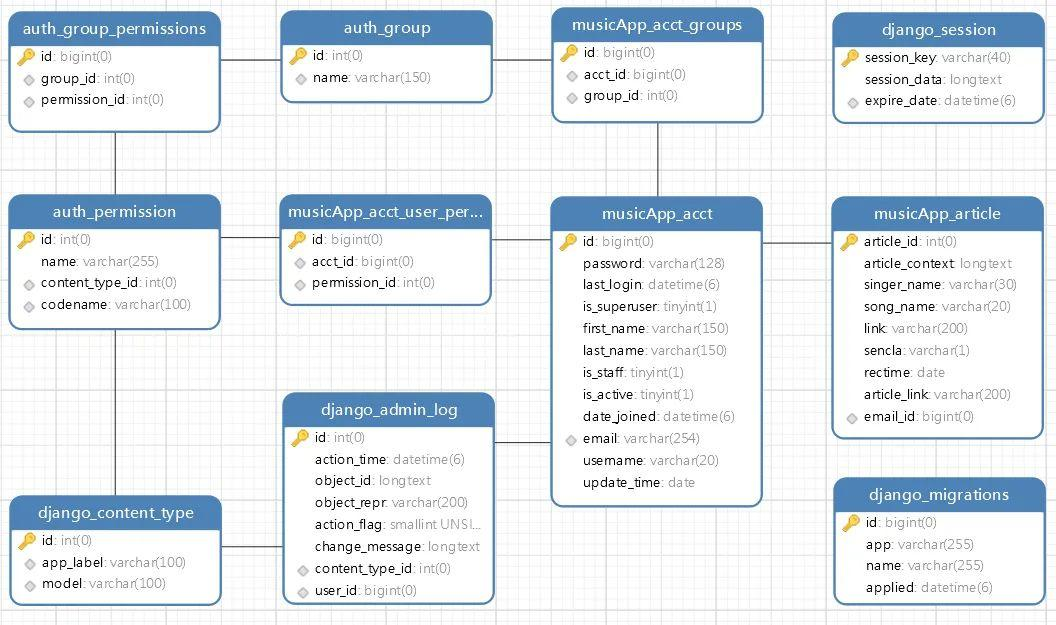 auth_group_permissions
id: bigint(0)
group_id: int(0)
permission_id: int(0)
auth_group
id: int(0)
name: varchar(150)
musicApp_acct_groups
id: bigint(0)
acct_id: bigint(0)
group_id: int(0)
django_session
session_key: varchar(40)
session_data: longtext
expire_date: datetime(6)
auth_permission
id: int(0)
name: varchar(255)
content_type_id: int(0)
codename: varchar(100)
musicApp_acct_user_per...
id: bigint(0)
acct_id: bigint(0)
permission_id: int(0)
musicApp_acct
id: bigint(0)
password: varchar(128)
last_login: datetime(6)
is_superuser: tinyint(1)
first_name: varchar(150)
last_name: varchar(150)
is_staff: tinyint(1)
is_active: tinyint(1)
date_joined: datetime(6)
email: varchar(254)
username: varchar(20)
update_time: date
musicApp_article
article_id: int(0)
article_context: longtext
singer_name: varchar(30)
song_name: varchar(20)
link: varchar(200)
sencla: varchar(1)
rectime: date
article_link: varchar(200)
email_id: bigint(0)
django_admin_log
id: int(0)
action_time: datetime(6)
object_id: longtext
object_repr: varchar(200)
action_flag: smallint UNSI...
change_message: longtext
content_type_id: int(0)
user_id: bigint(0)
django_content_type
id: int(0)
app_label: varchar(100)
model: varchar(100)
django_migrations
id: bigint(0)
app: varchar(255)
name: varchar(255)
applied: datetime(6)